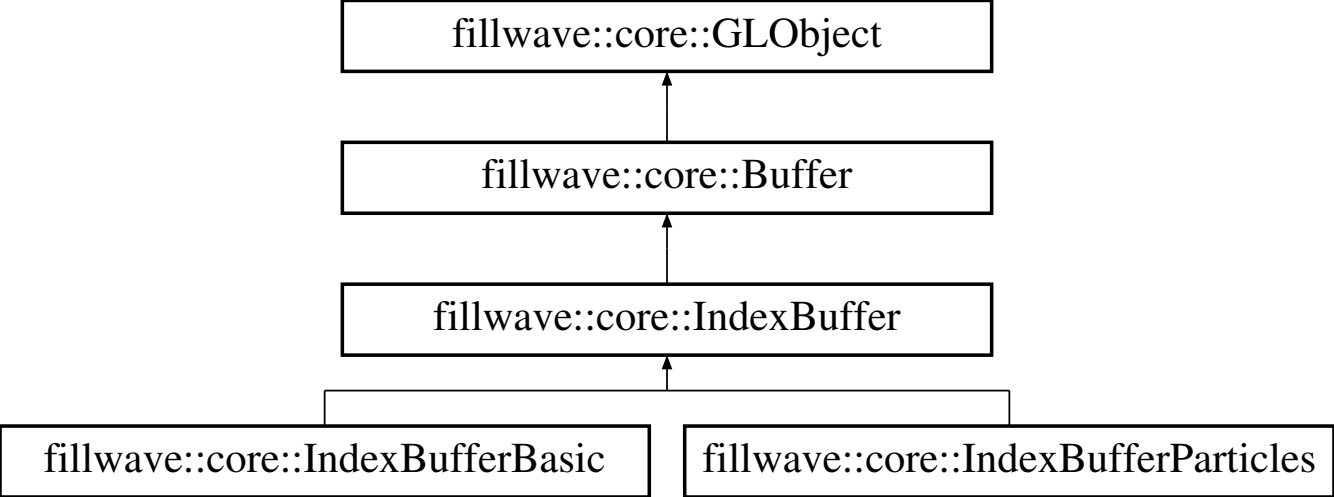 fillwave::core::GLObject
fillwave::core::Buffer
fillwave::core::IndexBuffer
fillwave::core::IndexBufferBasic
fillwave::core::IndexBufferParticles